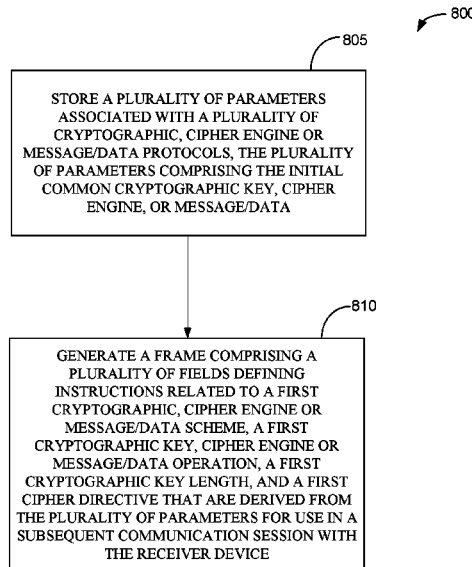 800
805
STORE A PLURALITY OF PARAMETERS
ASSOCIATED WITH A PLURALITY OF
CRYPTOGRAPHIC, CIPHER ENGINE OR
MESSAGE/DATA PROTOCOLS, THE PLURALITY
OF PARAMETERS COMPRISING THE INITIAL
COMMON CRYPTOGRAPHIC KEY, CIPHER
ENGINE, OR MESSAGE/DATA
810
GENERATE A FRAME COMPRISING A
PLURALITY OF FIELDS DEFINING
INSTRUCTIONS RELATED TO A FIRST
CRYPTOGRAPHIC, CIPHER ENGINE OR
MESSAGE/DATA SCHEME, A FIRST
CRYPTOGRAPHIC KEY, CIPHER ENGINE OR
MESSAGE/DATA OPERATION, A FIRST
CRYPTOGRAPHIC KEY LENGTH, AND A FIRST
CIPHER DIRECTIVE THAT ARE DERIVED FROM
THE PLURALITY OF PARAMETERS FOR USE IN A
SUBSEQUENT COMMUNICATION SESSION WITH
THE RECEIVER DEVICE